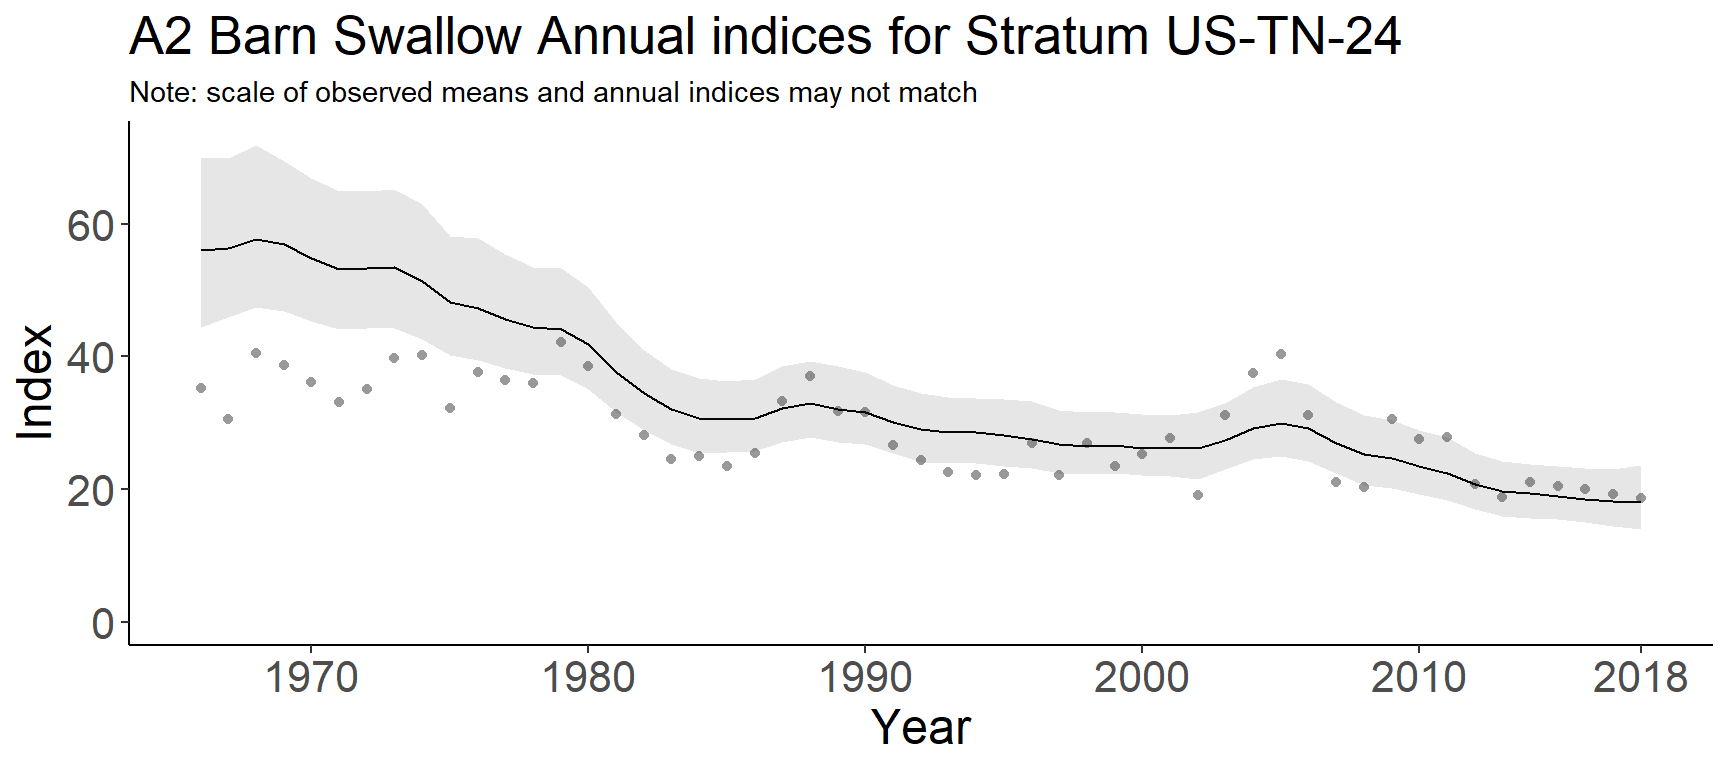 A2 Barn Swallow Annual indices for Stratum US-TN-24
Note: scale of observed means and annual indices may not match
Index
60
40
20
0
1970 1980 1990 2000 2010 2018
Year